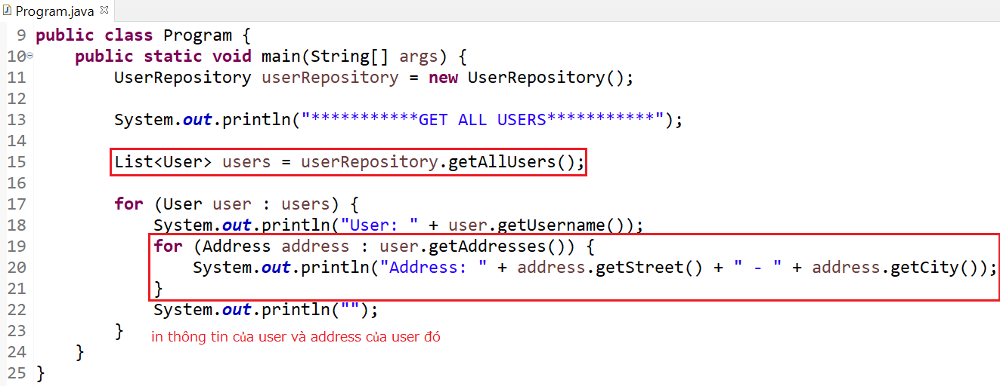 Program.java
9 public class Program {
10 public static void main(String[] args) {
11 UserRepository userRepository = new UserRepository();
12
13 System.out.println("***********GET ALL USERS***********");
14
15 List<User> users = userRepository.getAllUsers();
16
17 for (User user : users) {
18 System.out.println("User: " + user.getUsername());
19 for (Address address : user.getAddresses()) {
20 System.out.println("Address: " + address.getStreet() + " - " + address.getCity());
21 }
22 System.out.println("");
23 }
in thông tin của user và address của user đó
24 }
25 }